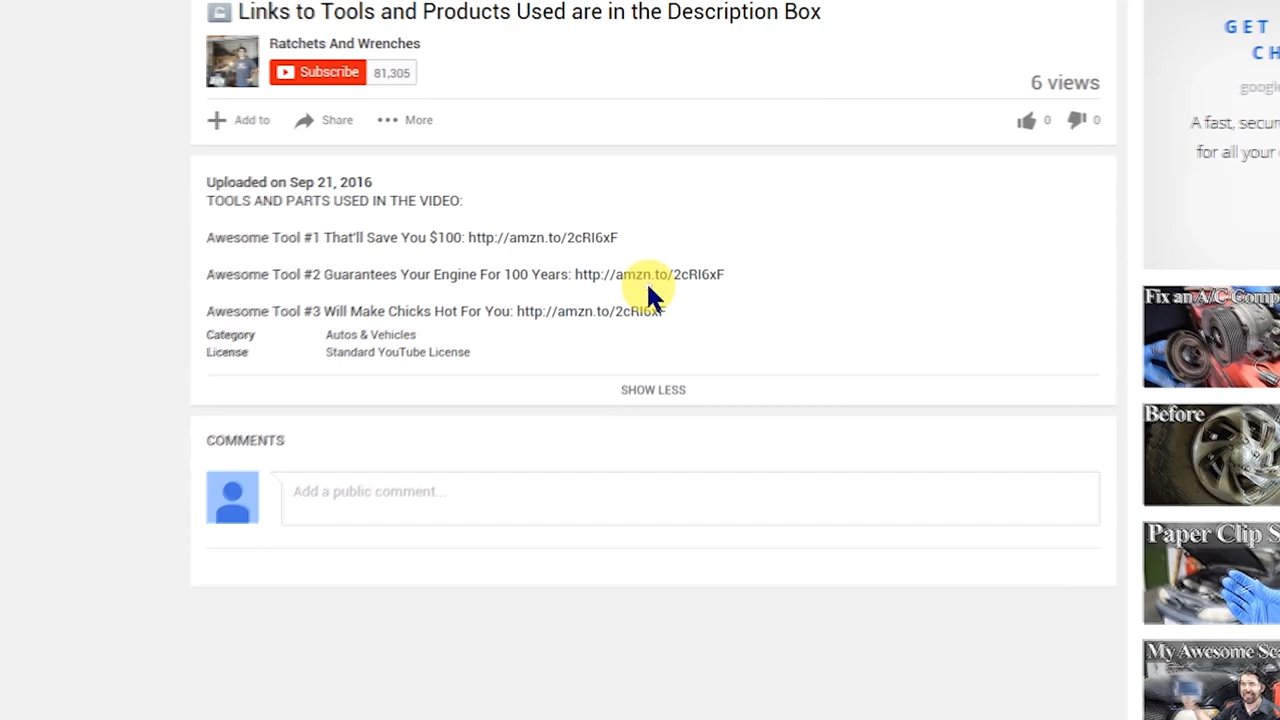 Links to Tools and Products Used are in the Description Box
Ratchets And Wrenches
Subscribe 81,305
6 views
Add to Share More 0 0
Uploaded on Sep 21, 2016
TOOLS AND PARTS USED IN THE VIDEO:
Awesome Tool #1 That'll Save You $100: http://amzn.to/2cRI6xF
Awesome Tool #2 Guarantees Your Engine For 100 Years: http://amzn.to/2cRI6xF
Awesome Tool #3 Will Make Chicks Hot For You: http://amzn.to/2cRI6xF
Category Autos & Vehicles
License Standard YouTube License
SHOW LESS
COMMENTS
Add a public comment...
GET
CH
google
A fast, secur
for all your
Fix an A/C Comp
Before
Paper Clip S
My Awesome Sc